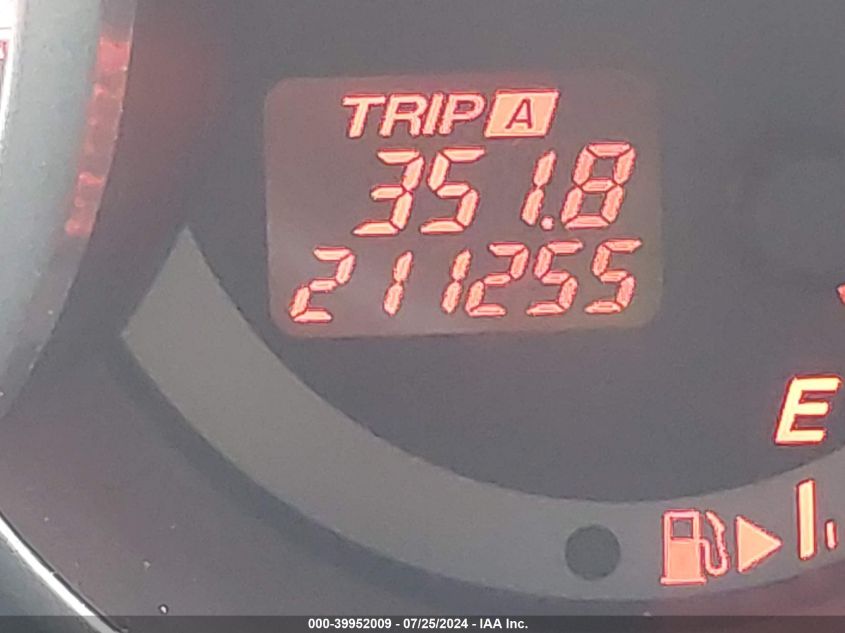 TRIP A
351.8
211255
E
000-39952009 - 07/25/2024 - IAA Inc.